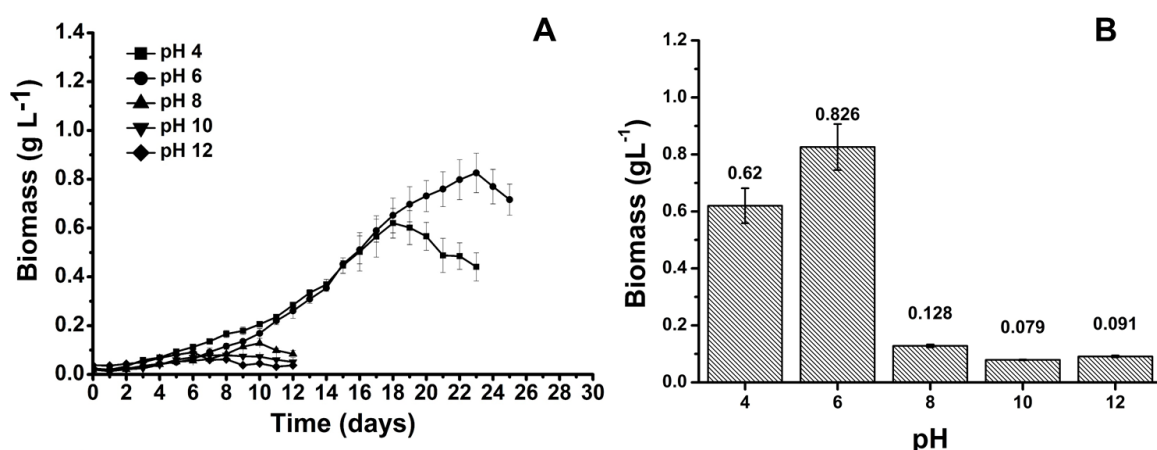 A
pH 4
pH 6
pH 8
pH 10
pH 12
Biomass (g L-1)
1.4
1.2
1.0
0.8
0.6
0.4
0.2
0.0
0 2 4 6 8 10 12 14 16 18 20 22 24 26 28 30
Time (days)
B
Biomass (gL-1)
1.2
1.0
0.8
0.6
0.4
0.2
0.0
0.62
0.826
0.128
0.079
0.091
4 6 8 10 12
pH